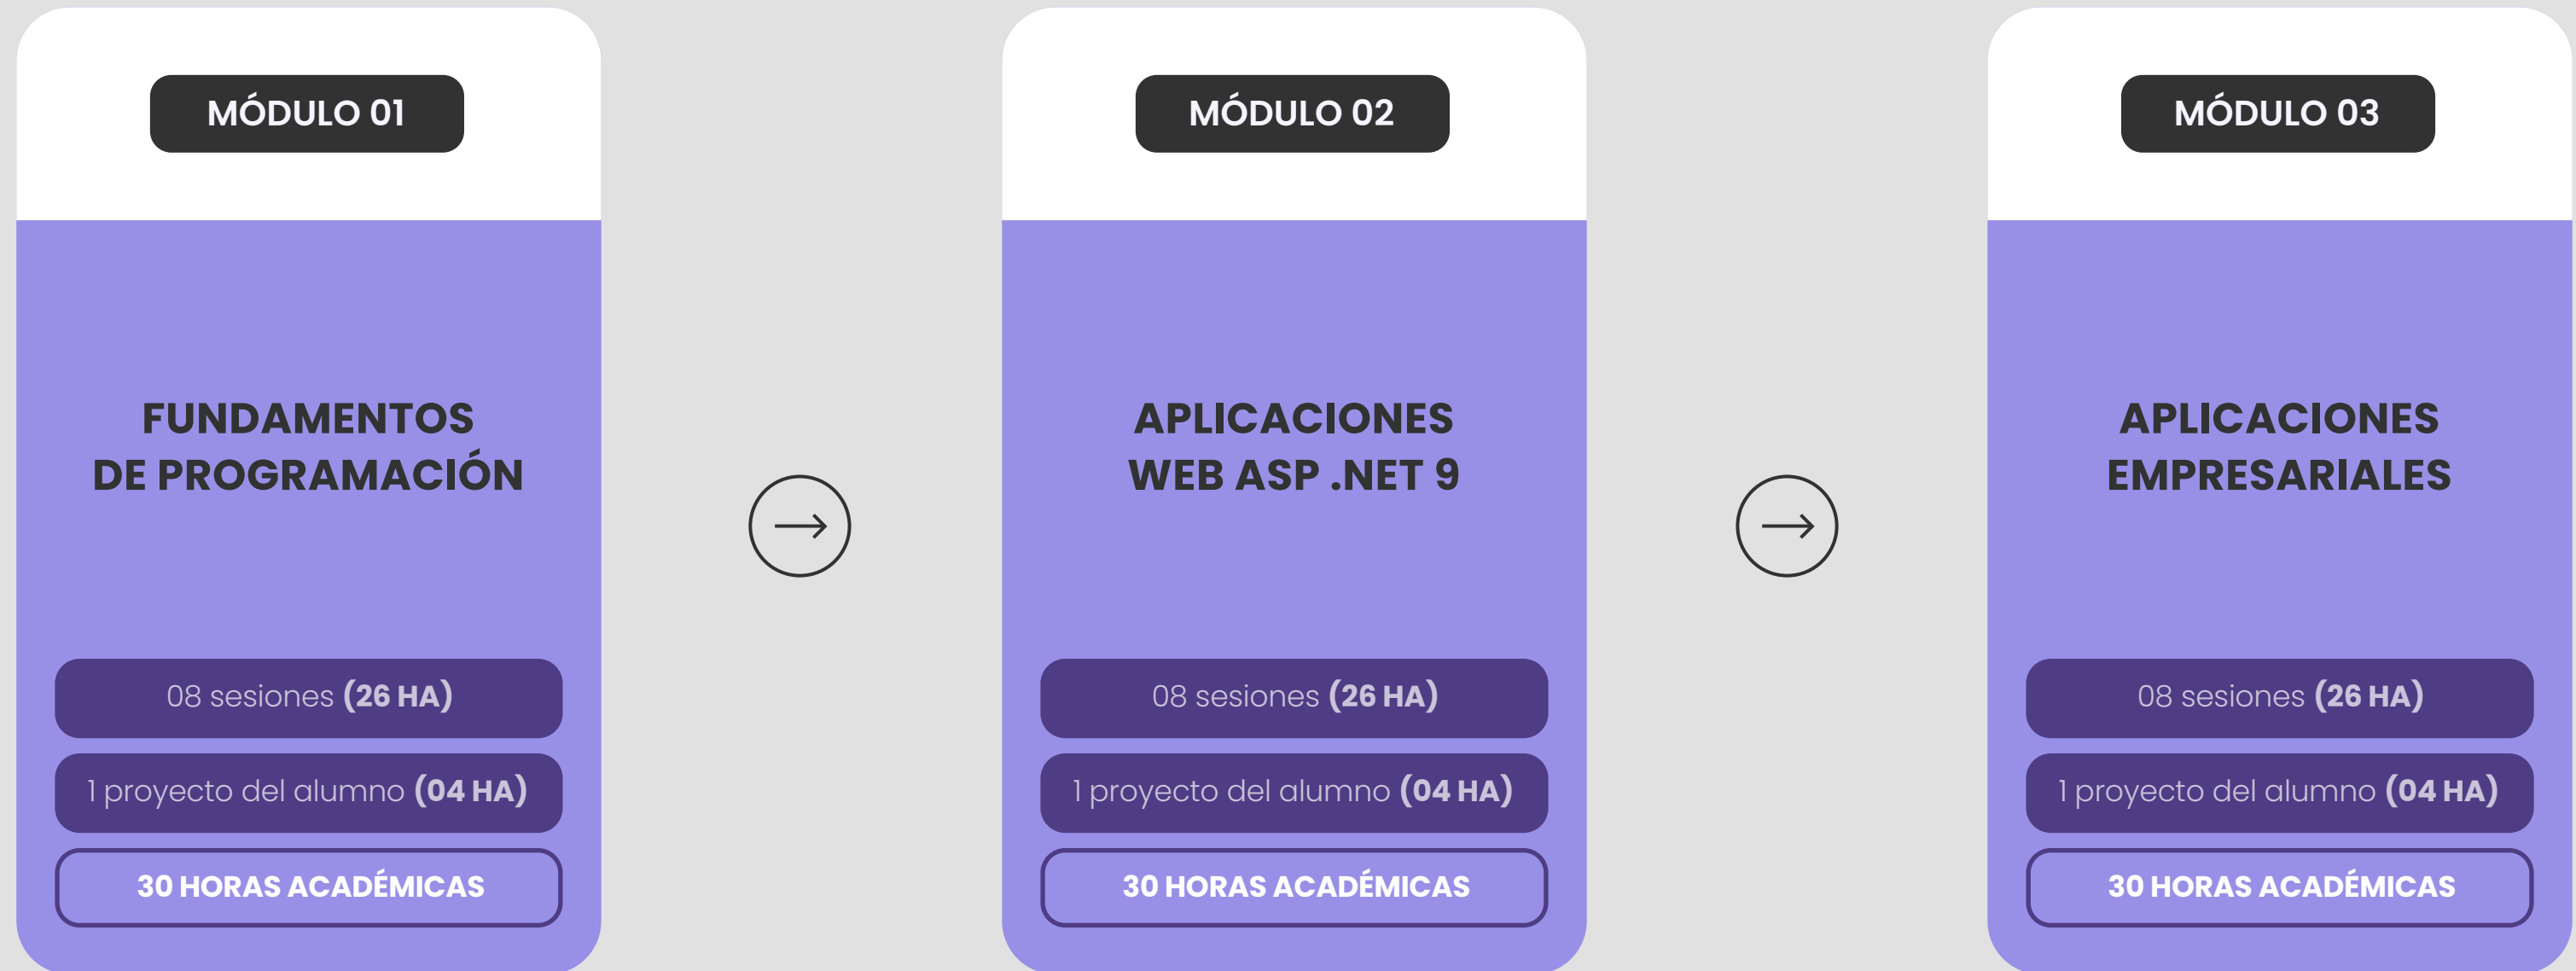 MÓDULO 01
FUNDAMENTOS
DE PROGRAMACIÓN
08 sesiones (26 HA)
1 proyecto del alumno (04 HA)
30 HORAS ACADÉMICAS
MÓDULO 02
APLICACIONES
WEB ASP .NET 9
08 sesiones (26 HA)
1 proyecto del alumno (04 HA)
30 HORAS ACADÉMICAS
MÓDULO 03
APLICACIONES
EMPRESARIALES
08 sesiones (26 HA)
1 proyecto del alumno (04 HA)
30 HORAS ACADÉMICAS